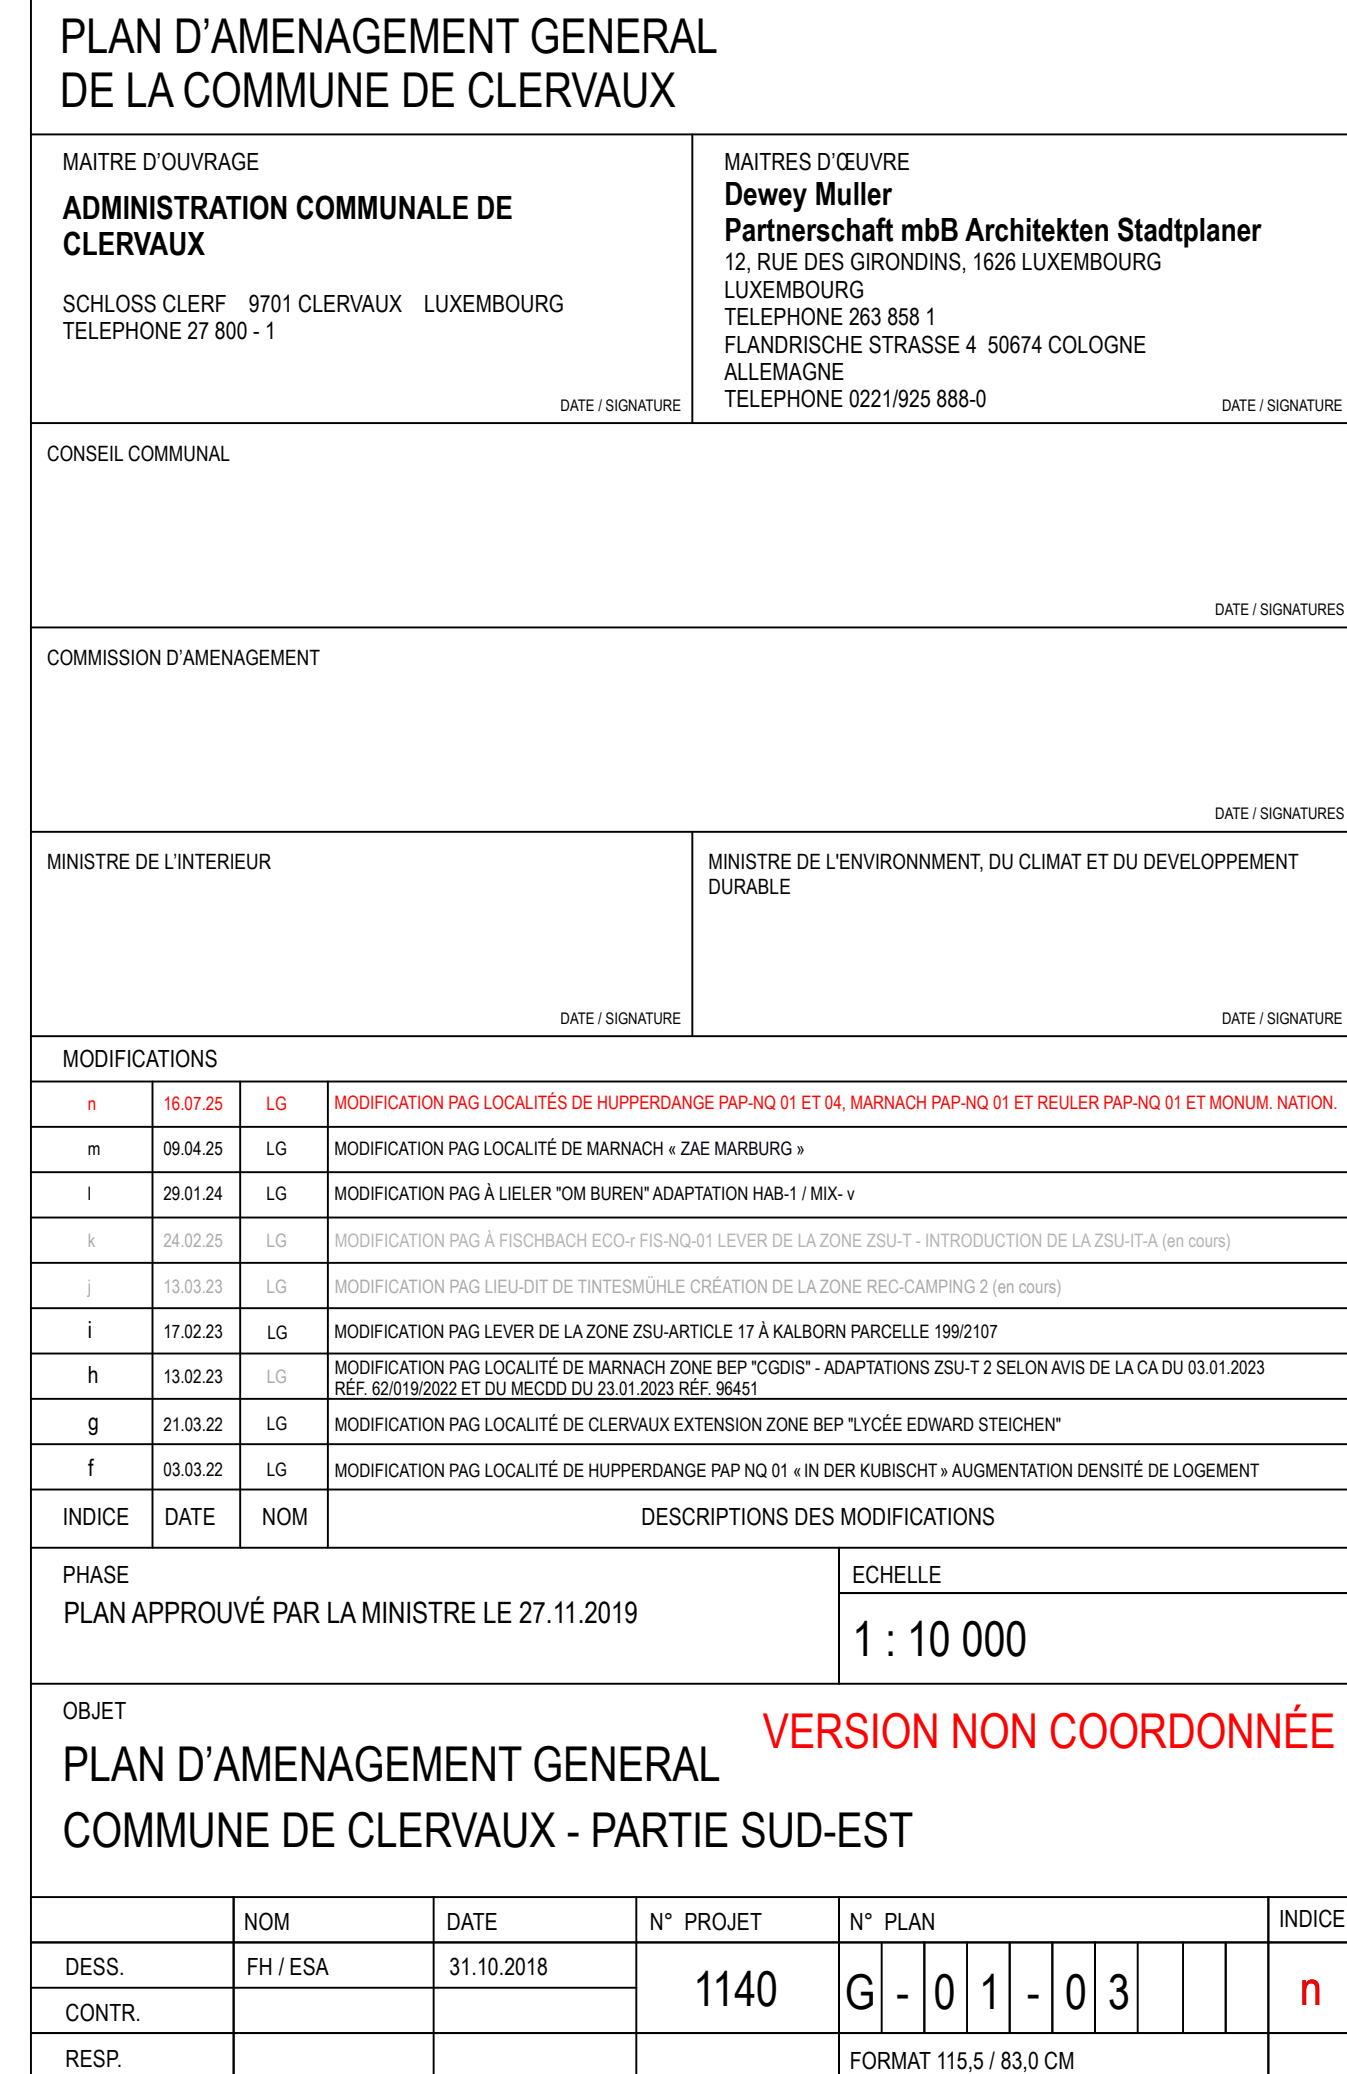 PLAN D’AMENAGEMENT GENERAL
DE LA COMMUNE DE CLERVAUX
MAITRE D’OUVRAGE
ADMINISTRATION COMMUNALE DE
CLERVAUX
SCHLOSS CLERF 9701 CLERVAUX LUXEMBOURG
TELEPHONE 27 800 - 1
DATE / SIGNATURE
MAITRES D’ŒUVRE
Dewey Muller
Partnerschaft mbB Architekten Stadtplaner
12, RUE DES GIRONDINS, 1626 LUXEMBOURG
LUXEMBOURG
TELEPHONE 263 858 1
FLANDRISCHE STRASSE 4 50674 COLOGNE
ALLEMAGNE
TELEPHONE 0221/925 888-0
DATE / SIGNATURE
CONSEIL COMMUNAL
DATE / SIGNATURES
COMMISSION D’AMENAGEMENT
DATE / SIGNATURES
MINISTRE DE L’INTERIEUR
DATE / SIGNATURE
MINISTRE DE L'ENVIRONNMENT, DU CLIMAT ET DU DEVELOPPEMENT
DURABLE
DATE / SIGNATURE
MODIFICATIONS
n 16.07.25 LG MODIFICATION PAG LOCALITÉS DE HUPPERDANGE PAP-NQ 01 ET 04, MARNACH PAP-NQ 01 ET REULER PAP-NQ 01 ET MONUM. NATION.
m 09.04.25 LG MODIFICATION PAG LOCALITÉ DE MARNACH « ZAE MARBURG »
l 29.01.24 LG MODIFICATION PAG À LIELER "OM BUREN" ADAPTATION HAB-1 / MIX- v
k 24.02.25 LG MODIFICATION PAG À FISCHBACH ECO-r FIS-NQ-01 LEVER DE LA ZONE ZSU-T - INTRODUCTION DE LA ZSU-IT-A (en cours)
j 13.03.23 LG MODIFICATION PAG LIEU-DIT DE TINTESMÜHLE CRÉATION DE LA ZONE REC-CAMPING 2 (en cours)
i 17.02.23 LG MODIFICATION PAG LEVER DE LA ZONE ZSU-ARTICLE 17 À KALBORN PARCELLE 199/2107
h 13.02.23 LG MODIFICATION PAG LOCALITÉ DE MARNACH ZONE BEP "CGDIS" - ADAPTATIONS ZSU-T 2 SELON AVIS DE LA CA DU 03.01.2023
RÉF. 62/019/2022 ET DU MECDD DU 23.01.2023 RÉF. 96451
g 21.03.22 LG MODIFICATION PAG LOCALITÉ DE CLERVAUX EXTENSION ZONE BEP "LYCÉE EDWARD STEICHEN"
f 03.03.22 LG MODIFICATION PAG LOCALITÉ DE HUPPERDANGE PAP NQ 01 « IN DER KUBISCHT » AUGMENTATION DENSITÉ DE LOGEMENT
INDICE DATE NOM DESCRIPTIONS DES MODIFICATIONS
PHASE
PLAN APPROUVÉ PAR LA MINISTRE LE 27.11.2019
ECHELLE
1 : 10 000
OBJET
VERSION NON COORDONNÉE
PLAN D’AMENAGEMENT GENERAL
COMMUNE DE CLERVAUX - PARTIE SUD-EST
NOM DATE N° PROJET N° PLAN INDICE
DESS. FH / ESA 31.10.2018 1140 G - 0 1 - 0 3 n
CONTR.
RESP. FORMAT 115,5 / 83,0 CM